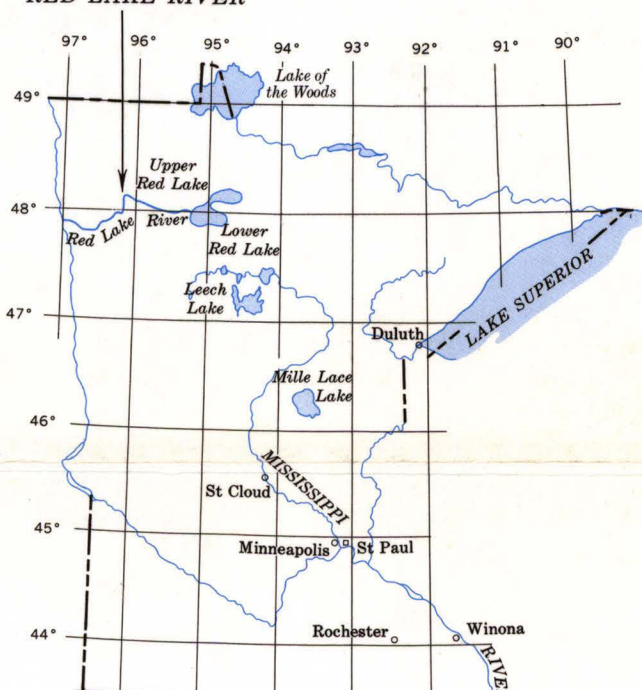 RED LAKE RIVER
97° 96° 95° 94° 93° 92° 91° 90°
Lake of
the Woods
49°
Upper
Red Lake
48°
Red Lake River
Lower
Red Lake
Leech
Lake
47°
Duluth
LAKE SUPERIOR
Mille Lace
Lake
46°
MISSISSIPPI
St Cloud
45°
Minneapolis St Paul
44°
Rochester
Winona
RIVE